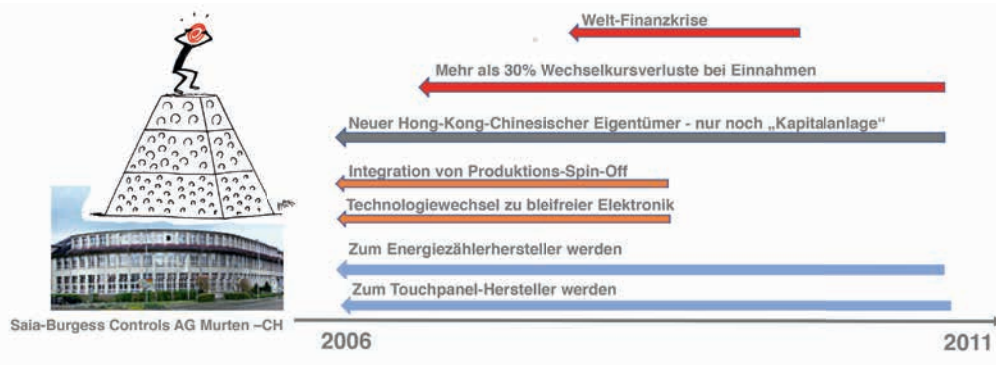 Welt-Finanzkrise
Mehr als 30% Wechselkursverluste bei Einnahmen
Neuer Hong-Kong-Chinesischer Eigentümer - nur noch „Kapitalanlage“
Integration von Produktions-Spin-Off
Technologiewechsel zu bleifreier Elektronik
Zum Energiezählerhersteller werden
Zum Touchpanel-Hersteller werden
Saia-Burgess Controls AG Murten –CH
2006
2011